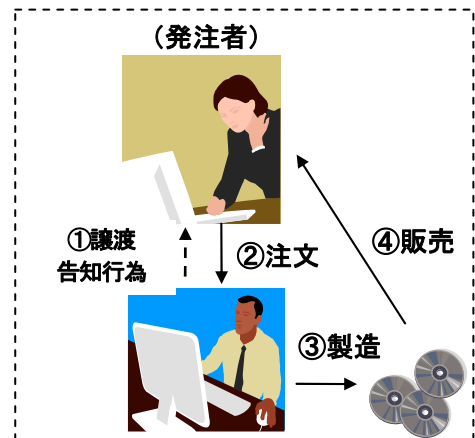 （発注者）
①譲渡
告知行為
②注文
④販売
③製造